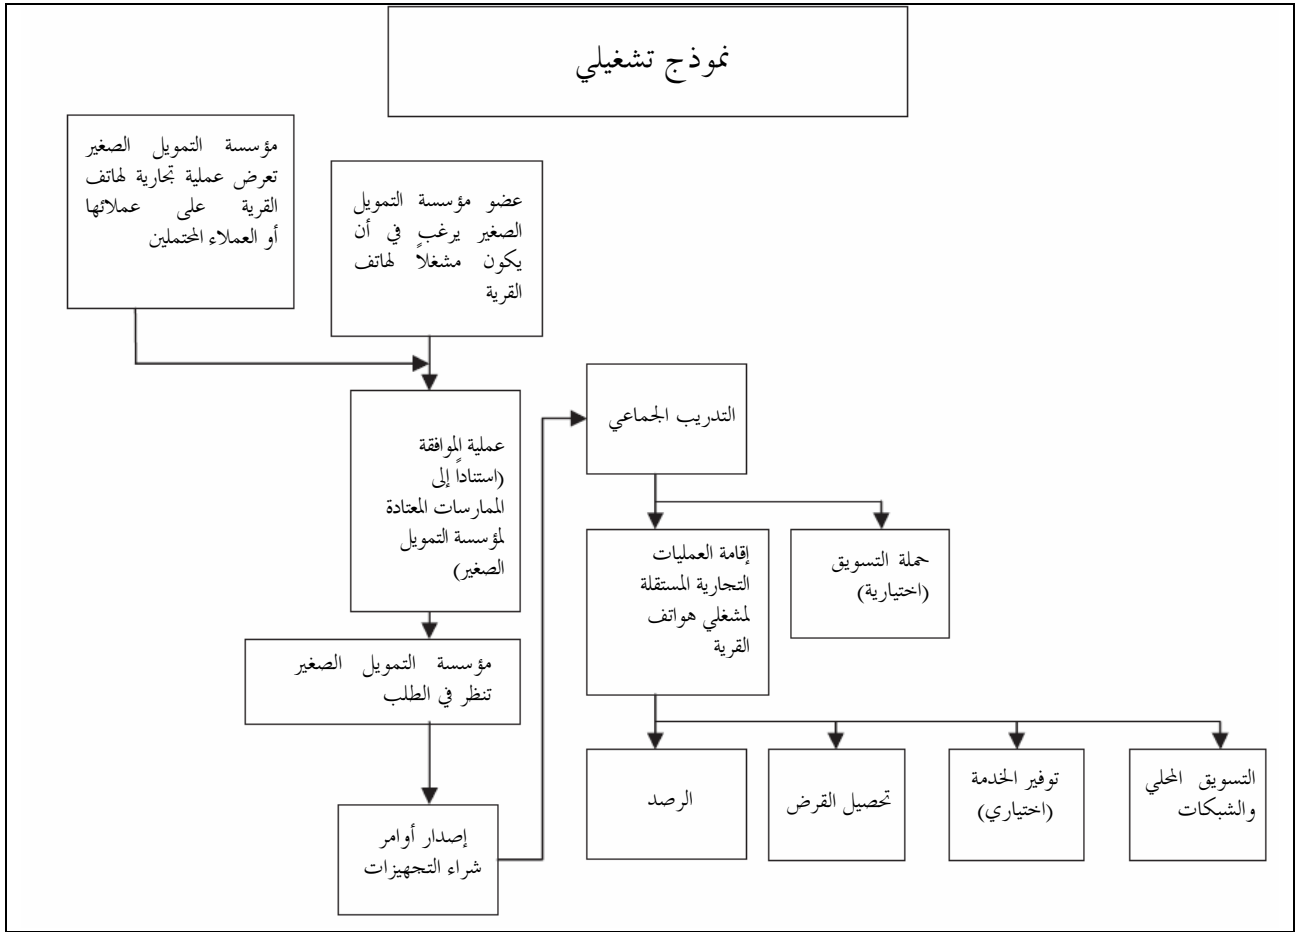 نموذج تشغيلي
مؤسسة التمويل الصغير
تعرض عملية تجارية لهاتف
القرية على عملائها
أو العملاء المحتملين
عضو مؤسسة التمويل
الصغير يرغب في أن
يكون مشغلاً لهاتف
القرية
عملية الموافقة
(استناداً إلى
الممارسات المعتادة
لمؤسسة التمويل
الصغير)
مؤسسة التمويل الصغير
تنظر في الطلب
إصدار أوامر
شراء التجهيزات
التدريب الجماعي
إقامة العمليات
التجارية المستقلة
لمشغلي هواتف
القرية
حملة التسويق
(اختيارية)
التسويق المحلي
والشبكات
توفير الخدمة
(اختياري)
تحصيل القرض
الرصد